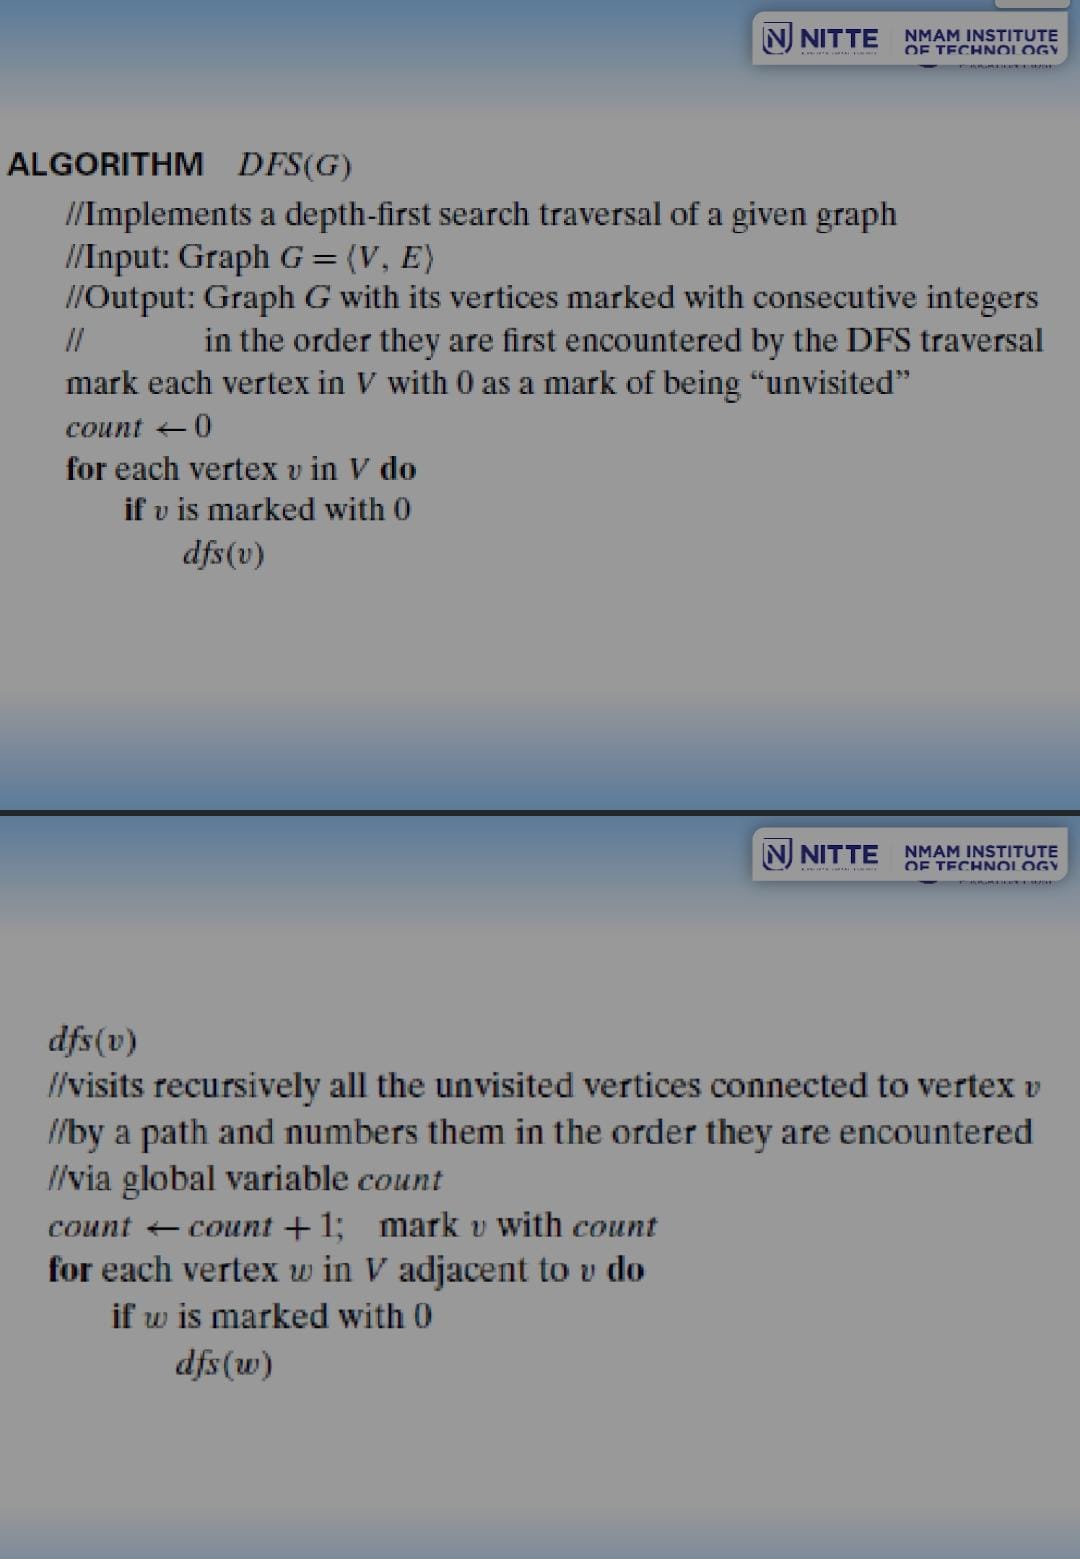 NITTE NMAM INSTITUTE
OF TECHNOLOGY
ALGORITHM DFS(G)
//Implements a depth-first search traversal of a given graph
//Input: Graph G = ⟨V, E⟩
//Output: Graph G with its vertices marked with consecutive integers
// in the order they are first encountered by the DFS traversal
mark each vertex in V with 0 as a mark of being “unvisited”
count ← 0
for each vertex v in V do
if v is marked with 0
dfs(v)
NITTE NMAM INSTITUTE
OF TECHNOLOGY
dfs(v)
//visits recursively all the unvisited vertices connected to vertex v
//by a path and numbers them in the order they are encountered
//via global variable count
count ← count + 1; mark v with count
for each vertex w in V adjacent to v do
if w is marked with 0
dfs(w)